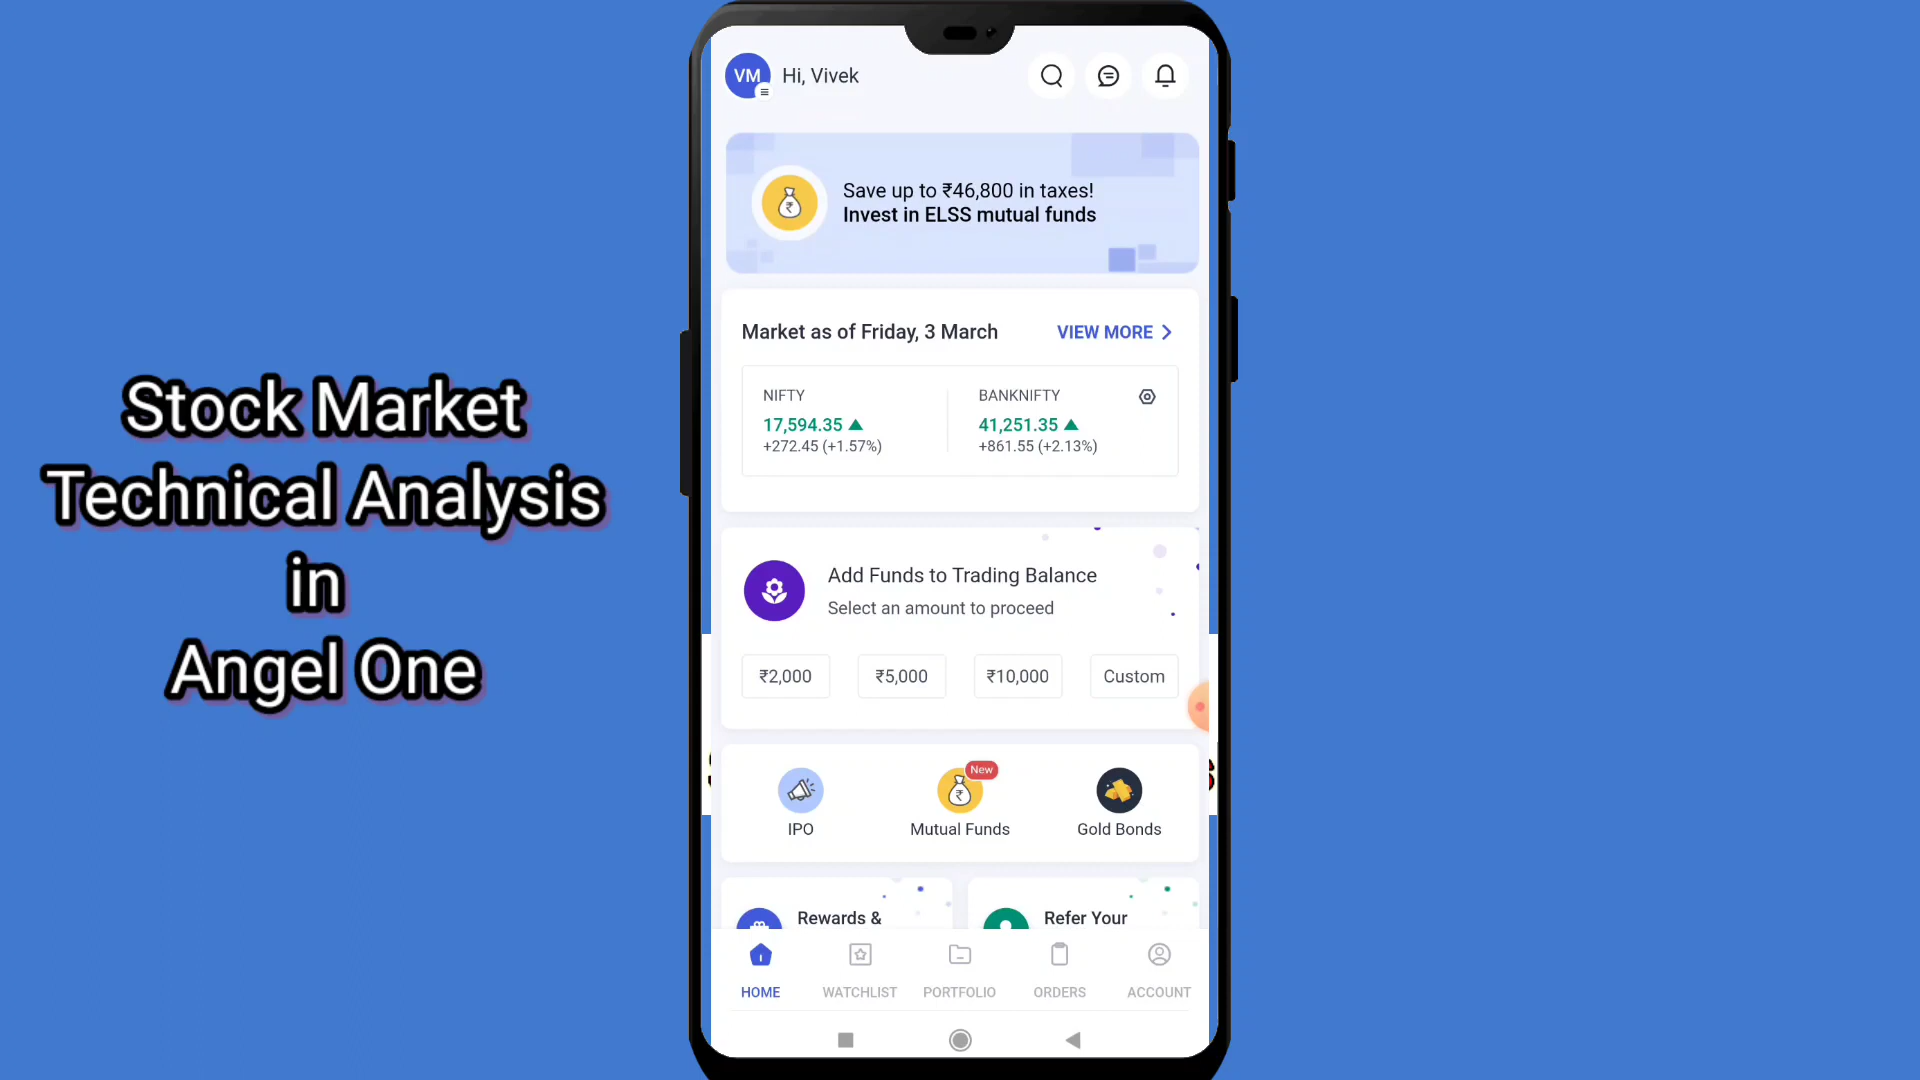 Stock Market
Technical Analysis
in
Angel One
VM
Hi, Vivek
Save up to ₹46,800 in taxes!
Invest in ELSS mutual funds
Market as of Friday, 3 March
VIEW MORE
NIFTY
17,594.35
+272.45 (+1.57%)
BANKNIFTY
41,251.35
+861.55 (+2.13%)
Add Funds to Trading Balance
Select an amount to proceed
₹2,000
₹5,000
₹10,000
Custom
IPO
New
Mutual Funds
Gold Bonds
Rewards &
Refer Your
HOME
WATCHLIST
PORTFOLIO
ORDERS
ACCOUNT